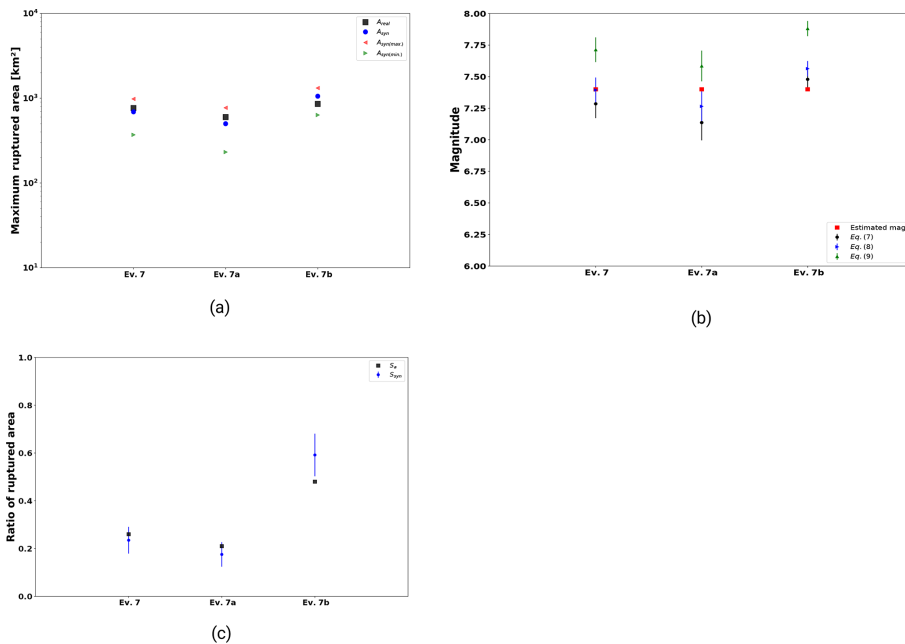 10⁴
10³
10²
10¹
Maximum ruptured area [km²]
A_real
A_syn
A_syn(max.)
A_syn(min.)
Ev. 7 Ev. 7a Ev. 7b
(a)
8.00
7.75
7.50
7.25
7.00
6.75
6.50
6.25
6.00
Magnitude
Estimated mag
Eq. (7)
Eq. (8)
Eq. (9)
Ev. 7 Ev. 7a Ev. 7b
(b)
1.0
0.8
0.6
0.4
0.2
0.0
Ratio of ruptured area
S_syn
Ev. 7 Ev. 7a Ev. 7b
(c)